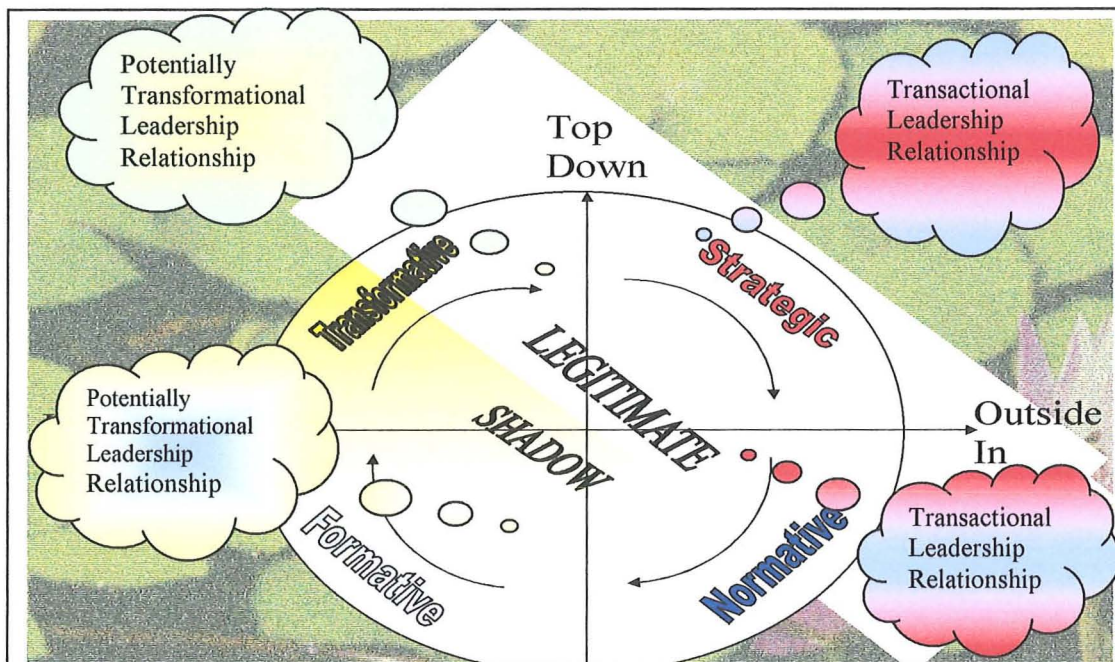 Potentially
Transformational
Leadership
Relationship
Transactional
Leadership
Relationship
Top
Down
Transformative
Strategic
LEGITIMATE
SHADOW
Potentially
Transformational
Leadership
Relationship
Outside
In
Formative
Normative
Transactional
Leadership
Relationship